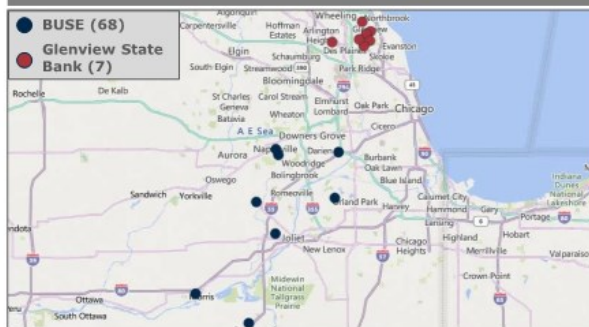 BUSE (68)
Glenview State
Bank (7)
Algonquin
Wheeling
Northbrook
Carpentersville
Hoffman
Estates
Arlington
Heights
Glenview
Elgin
Des Plaines
Evanston
Skokie
Schaumburg
Park Ridge
South Elgin
Streamwood
290
Bloomingdale
Rochelle
De Kalb
St Charles
Carol Stream
Elmhurst
Oak Park
Geneva
Lombard
Chicago
Batavia
Wheaton
Cicero
A E Sea
Downers Grove
Aurora
Naperville
Darien
Burbank
Woodridge
Oak Lawn
Oswego
Bolingbrook
Blue Island
Sandwich
Yorkville
Romeoville
Orland Park
Calumet City
Indiana
Dunes
National
Lakeshore
Harvey
Hammond
Gary
Portage
Lansing
Joliet
Highland
Hobart
New Lenox
Chicago
Heights
Merrillville
Valparaiso
Crown Point
Midewin
National
Tallgrass
Prairie
Ottawa
80
Morris
South Ottawa